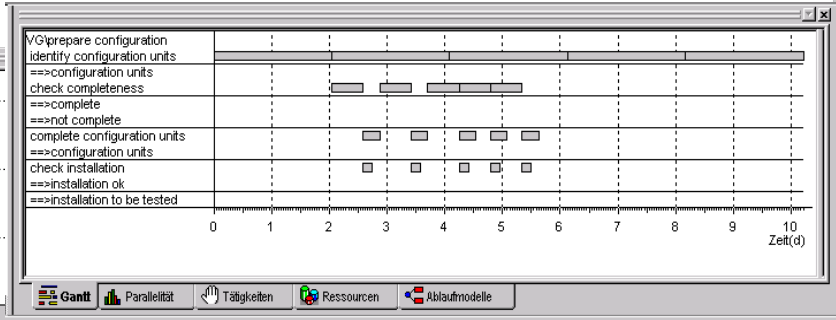 VG\prepare configuration
identify configuration units
==>configuration units
check completeness
==>complete
==>not complete
complete configuration units
==>configuration units
check installation
==>installation ok
==>installation to be tested
0 1 2 3 4 5 6 7 8 9 10
Zeit(d)
Gantt Parallelität Tätigkeiten Ressourcen Ablaufmodelle